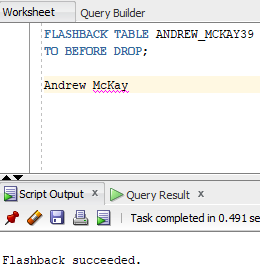 Worksheet Query Builder
FLASHBACK TABLE ANDREW_MCKAY39
TO BEFORE DROP;
Andrew McKay
Script Output x Query Result x
Task completed in 0.491 se
Flashback succeeded.